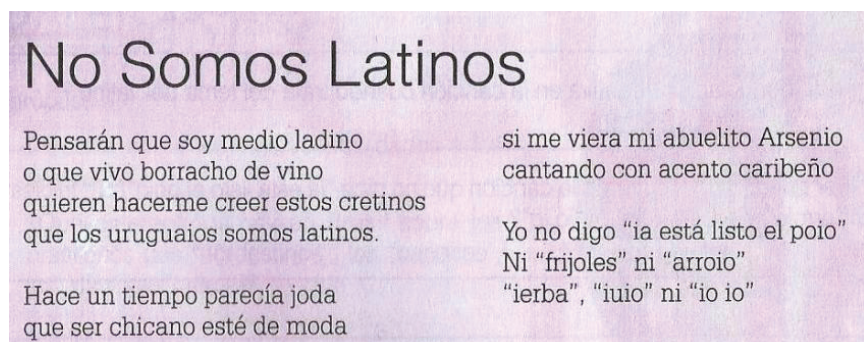 No Somos Latinos
Pensarán que soy medio ladino
o que vivo borracho de vino
quieren hacerme creer estos cretinos
que los uruguaios somos latinos.
Hace un tiempo parecía joda
que ser chicano esté de moda
si me viera mi abuelito Arsenio
cantando con acento caribeño
Yo no digo “ia está listo el poio”
Ni “frijoles” ni “arroio”
“ierba”, “iuio” ni “io io”